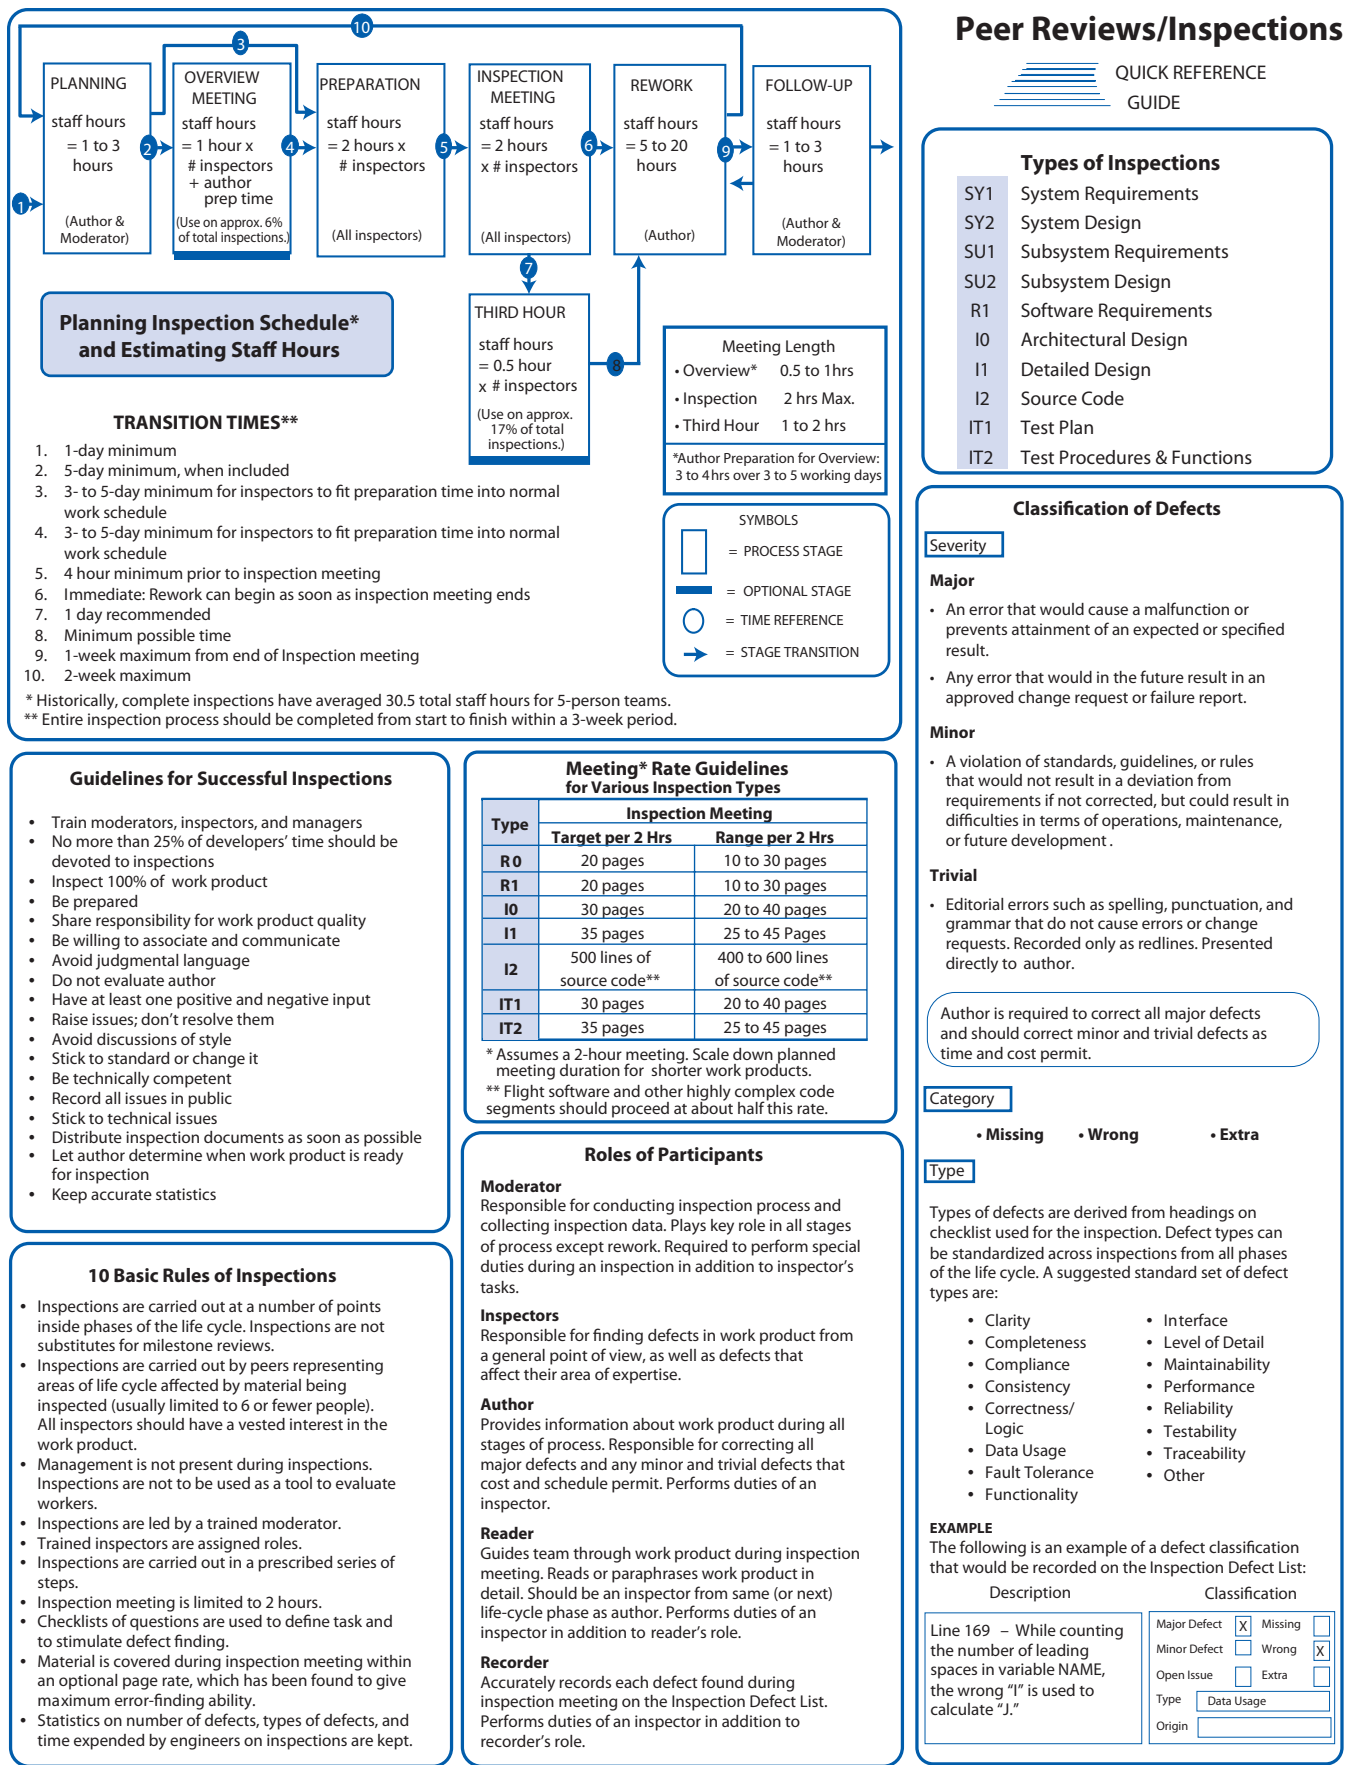 Peer Reviews/Inspections
QUICK REFERENCE
GUIDE
10
3
PLANNING
staff hours
= 1 to 3
hours
(Author &
Moderator)
1
2
OVERVIEW
MEETING
staff hours
= 1 hour x
# inspectors
+ author
prep time
(Use on approx. 6%
of total inspections.)
4
PREPARATION
staff hours
= 2 hours x
# inspectors
(All inspectors)
5
INSPECTION
MEETING
staff hours
= 2 hours
x # inspectors
(All inspectors)
6
REWORK
staff hours
= 5 to 20
hours
(Author)
9
FOLLOW-UP
staff hours
= 1 to 3
hours
(Author &
Moderator)
7
THIRD HOUR
staff hours
= 0.5 hour
x # inspectors
(Use on approx.
17% of total
inspections.)
8
Planning Inspection Schedule*
and Estimating Staff Hours
Meeting Length
• Overview* 0.5 to 1hrs
• Inspection 2 hrs Max.
• Third Hour 1 to 2 hrs
*Author Preparation for Overview:
3 to 4 hrs over 3 to 5 working days
SYMBOLS
= PROCESS STAGE
= OPTIONAL STAGE
= TIME REFERENCE
= STAGE TRANSITION
TRANSITION TIMES**
1. 1-day minimum
2. 5-day minimum, when included
3. 3- to 5-day minimum for inspectors to fit preparation time into normal
work schedule
4. 3- to 5-day minimum for inspectors to fit preparation time into normal
work schedule
5. 4 hour minimum prior to inspection meeting
6. Immediate: Rework can begin as soon as inspection meeting ends
7. 1 day recommended
8. Minimum possible time
9. 1-week maximum from end of Inspection meeting
10. 2-week maximum
* Historically, complete inspections have averaged 30.5 total staff hours for 5-person teams.
** Entire inspection process should be completed from start to finish within a 3-week period.
Types of Inspections
SY1 System Requirements
SY2 System Design
SU1 Subsystem Requirements
SU2 Subsystem Design
R1 Software Requirements
I0 Architectural Design
I1 Detailed Design
I2 Source Code
IT1 Test Plan
IT2 Test Procedures & Functions
Guidelines for Successful Inspections
• Train moderators, inspectors, and managers
• No more than 25% of developers' time should be
devoted to inspections
• Inspect 100% of work product
• Be prepared
• Share responsibility for work product quality
• Be willing to associate and communicate
• Avoid judgmental language
• Do not evaluate author
• Have at least one positive and negative input
• Raise issues; don't resolve them
• Avoid discussions of style
• Stick to standard or change it
• Be technically competent
• Record all issues in public
• Stick to technical issues
• Distribute inspection documents as soon as possible
• Let author determine when work product is ready
for inspection
• Keep accurate statistics
10 Basic Rules of Inspections
• Inspections are carried out at a number of points
inside phases of the life cycle. Inspections are not
substitutes for milestone reviews.
• Inspections are carried out by peers representing
areas of life cycle affected by material being
inspected (usually limited to 6 or fewer people).
All inspectors should have a vested interest in the
work product.
• Management is not present during inspections.
Inspections are not to be used as a tool to evaluate
workers.
• Inspections are led by a trained moderator.
• Trained inspectors are assigned roles.
• Inspections are carried out in a prescribed series of
steps.
• Inspection meeting is limited to 2 hours.
• Checklists of questions are used to define task and
to stimulate defect finding.
• Material is covered during inspection meeting within
an optional page rate, which has been found to give
maximum error-finding ability.
• Statistics on number of defects, types of defects, and
time expended by engineers on inspections are kept.
Meeting* Rate Guidelines
for Various Inspection Types
Type Inspection Meeting
Target per 2 Hrs Range per 2 Hrs
R0 20 pages 10 to 30 pages
R1 20 pages 10 to 30 pages
I0 30 pages 20 to 40 pages
I1 35 pages 25 to 45 Pages
I2 500 lines of source code** 400 to 600 lines of source code**
IT1 30 pages 20 to 40 pages
IT2 35 pages 25 to 45 pages
* Assumes a 2-hour meeting. Scale down planned
meeting duration for shorter work products.
** Flight software and other highly complex code
segments should proceed at about half this rate.
Roles of Participants
Moderator
Responsible for conducting inspection process and
collecting inspection data. Plays key role in all stages
of process except rework. Required to perform special
duties during an inspection in addition to inspector's
tasks.
Inspectors
Responsible for finding defects in work product from
a general point of view, as well as defects that
affect their area of expertise.
Author
Provides information about work product during all
stages of process. Responsible for correcting all
major defects and any minor and trivial defects that
cost and schedule permit. Performs duties of an
inspector.
Reader
Guides team through work product during inspection
meeting. Reads or paraphrases work product in
detail. Should be an inspector from same (or next)
life-cycle phase as author. Performs duties of an
inspector in addition to reader's role.
Recorder
Accurately records each defect found during
inspection meeting on the Inspection Defect List.
Performs duties of an inspector in addition to
recorder's role.
Classification of Defects
Severity
Major
• An error that would cause a malfunction or
prevents attainment of an expected or specified
result.
• Any error that would in the future result in an
approved change request or failure report.
Minor
• A violation of standards, guidelines, or rules
that would not result in a deviation from
requirements if not corrected, but could result in
difficulties in terms of operations, maintenance,
or future development .
Trivial
• Editorial errors such as spelling, punctuation, and
grammar that do not cause errors or change
requests. Recorded only as redlines. Presented
directly to author.
Author is required to correct all major defects
and should correct minor and trivial defects as
time and cost permit.
Category
• Missing • Wrong • Extra
Type
Types of defects are derived from headings on
checklist used for the inspection. Defect types can
be standardized across inspections from all phases
of the life cycle. A suggested standard set of defect
types are:
• Clarity
• Completeness
• Compliance
• Consistency
• Correctness/
Logic
• Data Usage
• Fault Tolerance
• Functionality
• Interface
• Level of Detail
• Maintainability
• Performance
• Reliability
• Testability
• Traceability
• Other
EXAMPLE
The following is an example of a defect classification
that would be recorded on the Inspection Defect List:
Description
Line 169 – While counting
the number of leading
spaces in variable NAME,
the wrong "I" is used to
calculate "J."
Classification
Major Defect X Missing
Minor Defect Wrong X
Open Issue Extra
Type Data Usage
Origin